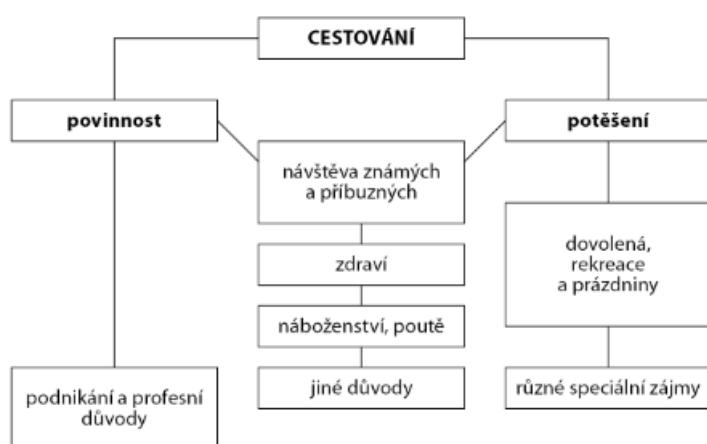 CESTOVÁNÍ
povinnost
potěšení
návštěva známých
a příbuzných
dovolená,
rekreace
a prázdniny
zdraví
náboženství, poutě
podnikání a profesní
důvody
jiné důvody
různé speciální zájmy